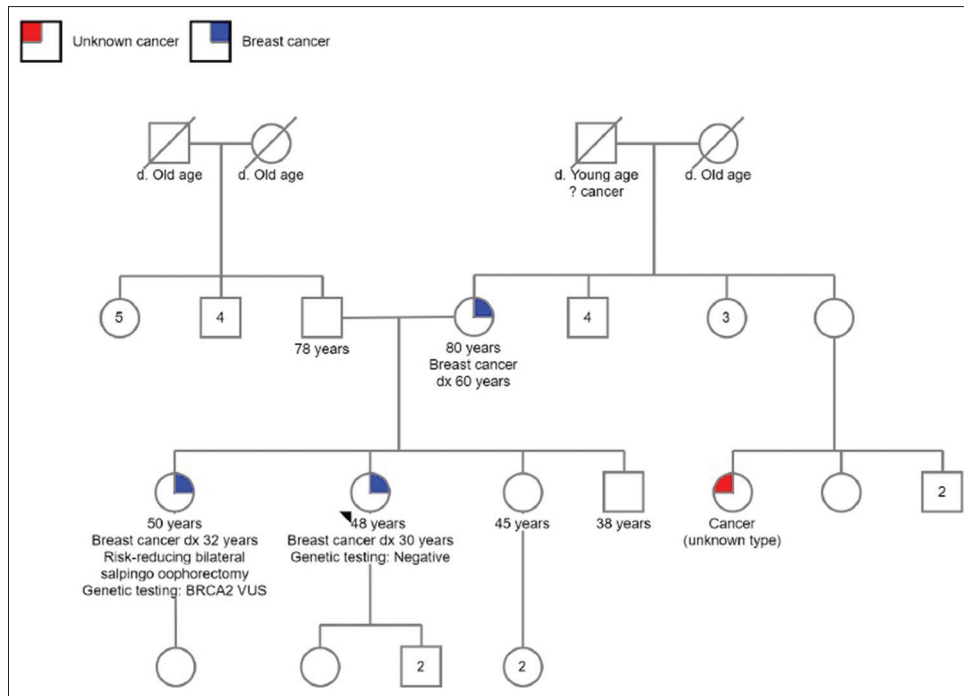 Unknown cancer
Breast cancer
d. Old age
d. Old age
d. Young age
? cancer
d. Old age
5
4
78 years
80 years
Breast cancer
dx 60 years
4
3
50 years
Breast cancer dx 32 years
Risk-reducing bilateral
salpingo oophorectomy
Genetic testing: BRCA2 VUS
48 years
Breast cancer dx 30 years
Genetic testing: Negative
45 years
38 years
Cancer
(unknown type)
2
2
2